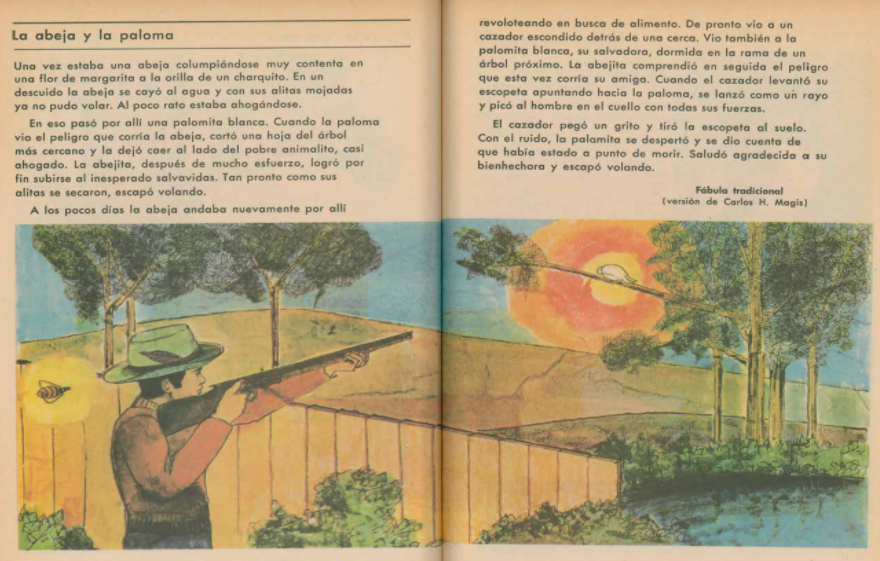 La abeja y la paloma
Una vez estaba una abeja columpiándose muy contenta en
una flor de margarita a la orilla de un charquito. En un
descuido la abeja se cayó al agua y con sus alitas mojadas
ya no pudo volar. Al poco rato estaba ahogándose.
En eso pasó por allí una palomita blanca. Cuando la paloma
vio el peligro que corría la abeja, cortó una hoja del árbol
más cercano y la dejó caer al lado del pobre animalito, casi
ahogado. La abejita, después de mucho esfuerzo, logró por
fin subirse al inesperado salvavidas. Tan pronto como sus
alitas se secaron, escapó volando.
A los pocos días la abeja andaba nuevamente por allí
revoloteando en busca de alimento. De pronto vio a un
cazador escondido detrás de una cerca. Vio también a la
palomita blanca, su salvadora, dormida en la rama de un
árbol próximo. La abejita comprendió en seguida el peligro
que esta vez corría su amiga. Cuando el cazador levantó su
escopeta apuntando hacia la paloma, se lanzó como un rayo
y picó al hombre en el cuello con todas sus fuerzas.
El cazador pegó un grito y tiró la escopeta al suelo.
Con el ruido, la palamita se despertó y se dio cuenta de
que había estado a punto de morir. Saludó agradecida a su
bienhechora y escapó volando.
Fábula tradicional
(versión de Carlos H. Magis)